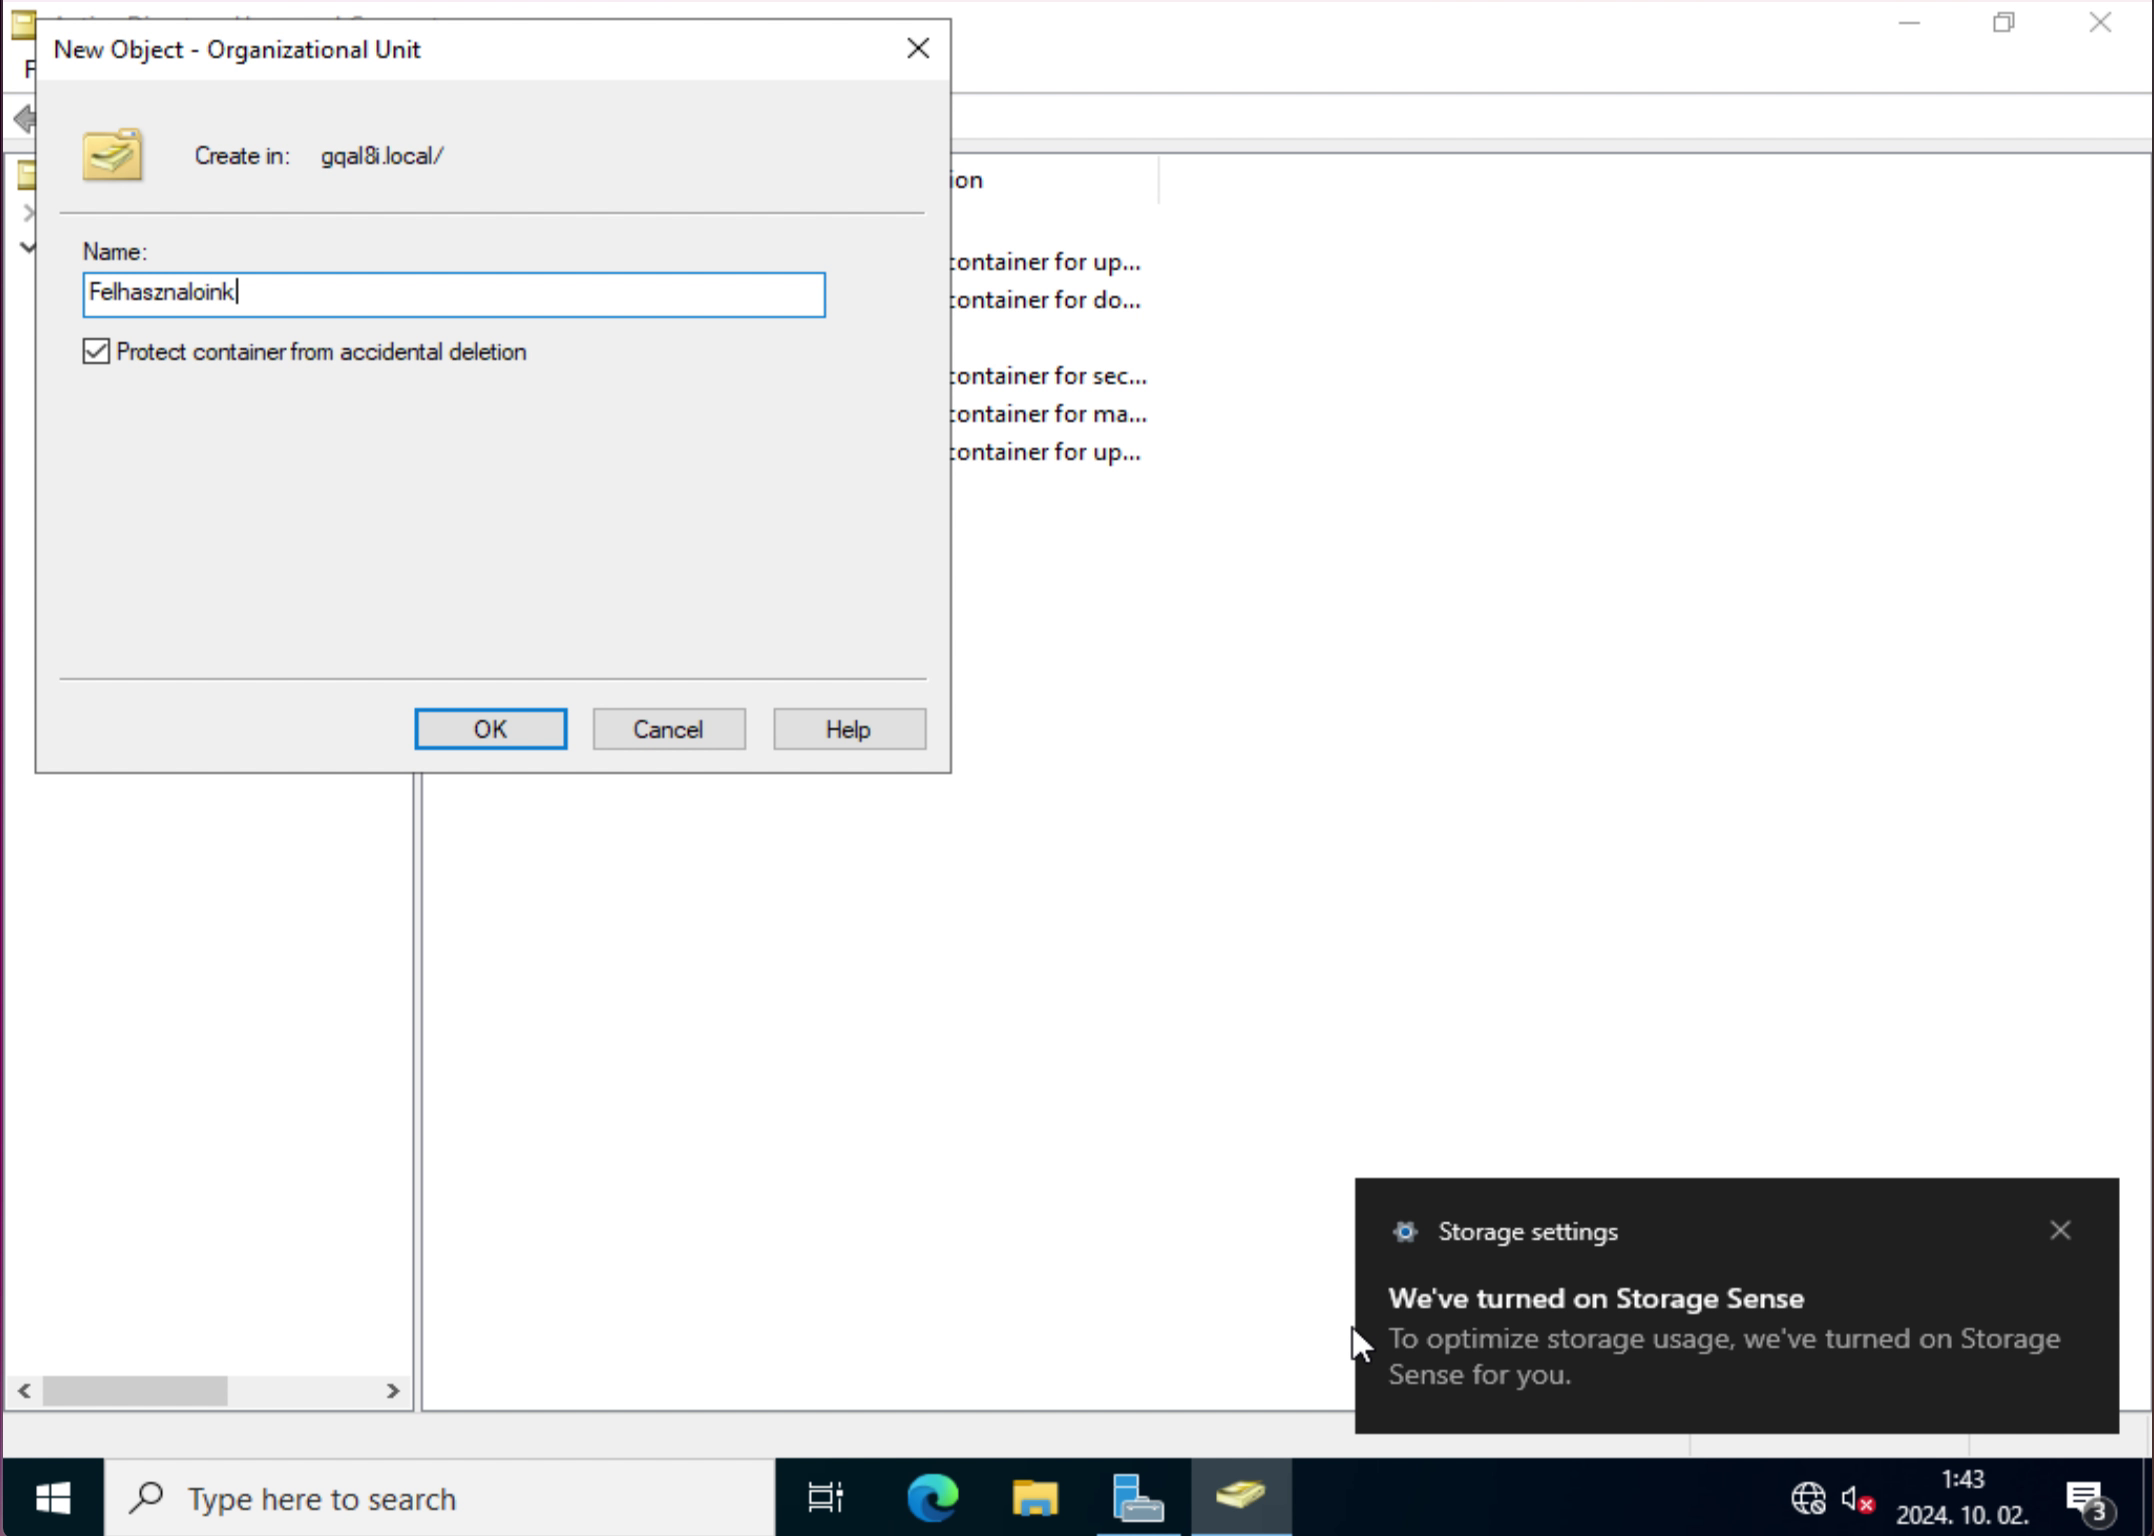 New Object - Organizational Unit
F
Create in: gqal8i.local/
ion
Name:
Felhasznaloink
Protect container from accidental deletion
container for up...
container for do...
container for sec...
container for ma...
container for up...
OK Cancel Help
Storage settings
We've turned on Storage Sense
To optimize storage usage, we've turned on Storage
Sense for you.
Type here to search
1:43
2024. 10. 02.
3